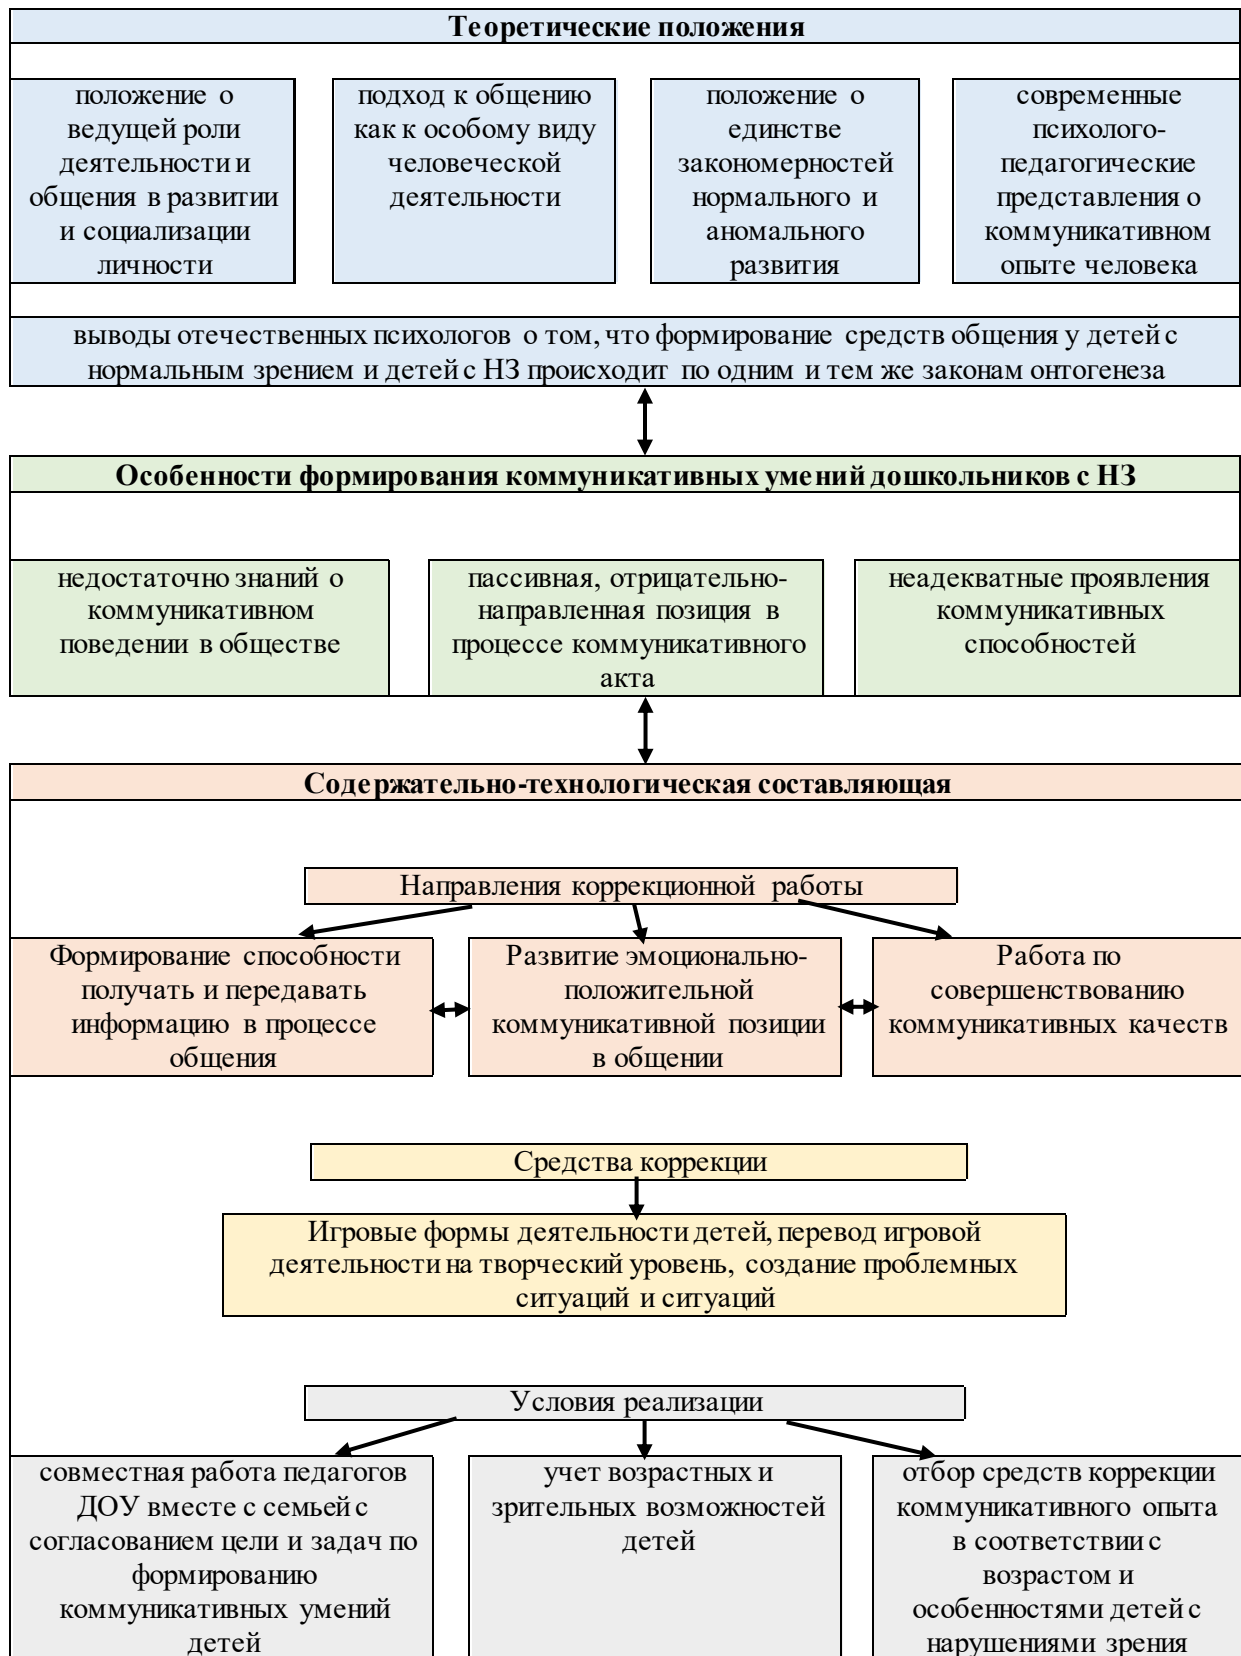 Теоретические положения
положение о
ведущей роли
деятельности и
общения в развитии
и социализации
личности
подход к общению
как к особому виду
человеческой
деятельности
положение о
единстве
закономерностей
нормального и
аномального
развития
современные
психолого-
педагогические
представления о
коммуникативном
опыте человека
выводы отечественных психологов о том, что формирование средств общения у детей с
нормальным зрением и детей с НЗ происходит по одним и тем же законам онтогенеза
Особенности формирования коммуникативных умений дошкольников с НЗ
недостаточно знаний о
коммуникативном
поведении в обществе
пассивная, отрицательно-
направленная позиция в
процессе коммуникативного
акта
неадекватные проявления
коммуникативных
способностей
Содержательно-технологическая составляющая
Направления коррекционной работы
Формирование способности
получать и передавать
информацию в процессе
общения
Развитие эмоционально-
положительной
коммуникативной позиции
в общении
Работа по
совершенствованию
коммуникативных качеств
Средства коррекции
Игровые формы деятельности детей, перевод игровой
деятельности на творческий уровень, создание проблемных
ситуаций и ситуаций
Условия реализации
совместная работа педагогов
ДОУ вместе с семьей с
согласованием цели и задач по
формированию
коммуникативных умений
детей
учет возрастных и
зрительных возможностей
детей
отбор средств коррекции
коммуникативного опыта
в соответствии с
возрастом и
особенностями детей с
нарушениями зрения